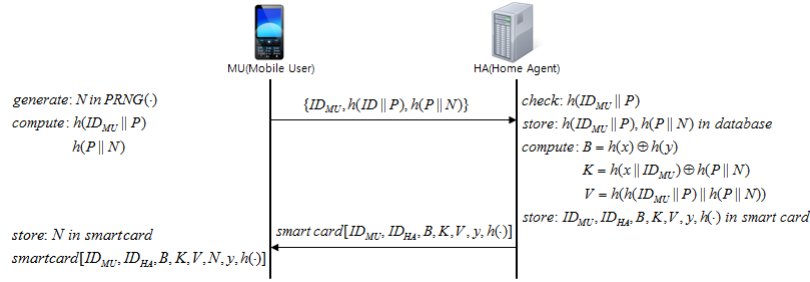 MU(Mobile User)
HA(Home Agent)
generate: N in PRNG(·)
compute: h(ID_MU || P)
h(P || N)
{ID_MU, h(ID || P), h(P || N)}
check: h(ID_MU || P)
store: h(ID_MU || P), h(P || N) in database
compute: B = h(x) ⊕ h(y)
K = h(x || ID_MU) ⊕ h(P || N)
V = h(h(ID_MU || P) || h(P || N))
store: ID_MU, ID_HA, B, K, V, y, h(·) in smart card
smart card[ID_MU, ID_HA, B, K, V, y, h(·)]
store: N in smartcard
smartcard[ID_MU, ID_HA, B, K, V, N, y, h(·)]